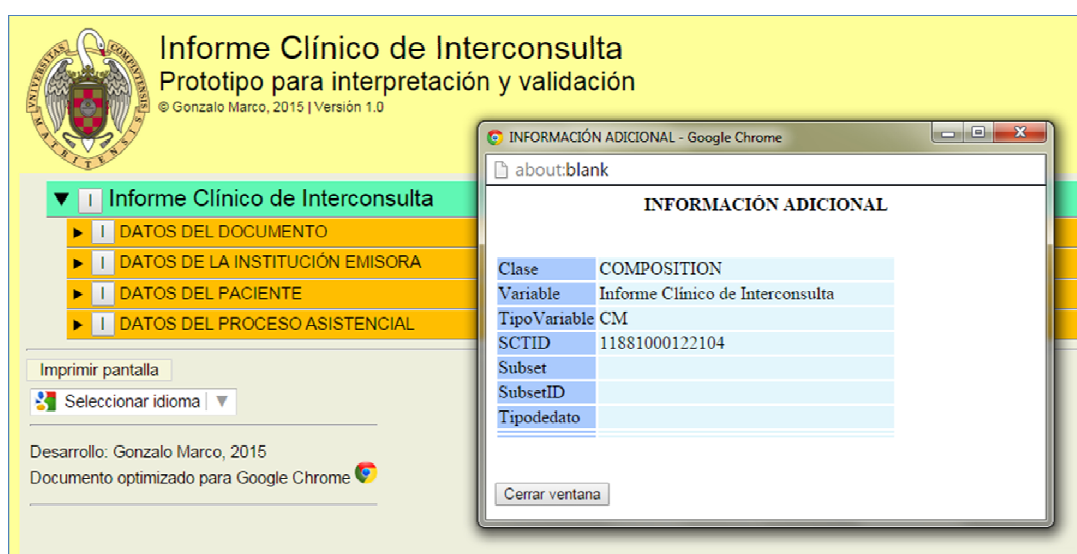 Informe Clínico de Interconsulta
Prototipo para interpretación y validación
© Gonzalo Marco, 2015 | Versión 1.0
▼ I Informe Clínico de Interconsulta
► I DATOS DEL DOCUMENTO
► I DATOS DE LA INSTITUCIÓN EMISORA
► I DATOS DEL PACIENTE
► I DATOS DEL PROCESO ASISTENCIAL
Imprimir pantalla
Seleccionar idioma | ▼
Desarrollo: Gonzalo Marco, 2015
Documento optimizado para Google Chrome
INFORMACIÓN ADICIONAL - Google Chrome
about:blank
INFORMACIÓN ADICIONAL
Clase COMPOSITION
Variable Informe Clínico de Interconsulta
TipoVariable CM
SCTID 11881000122104
Subset
SubsetID
Tipodedato
Cerrar ventana